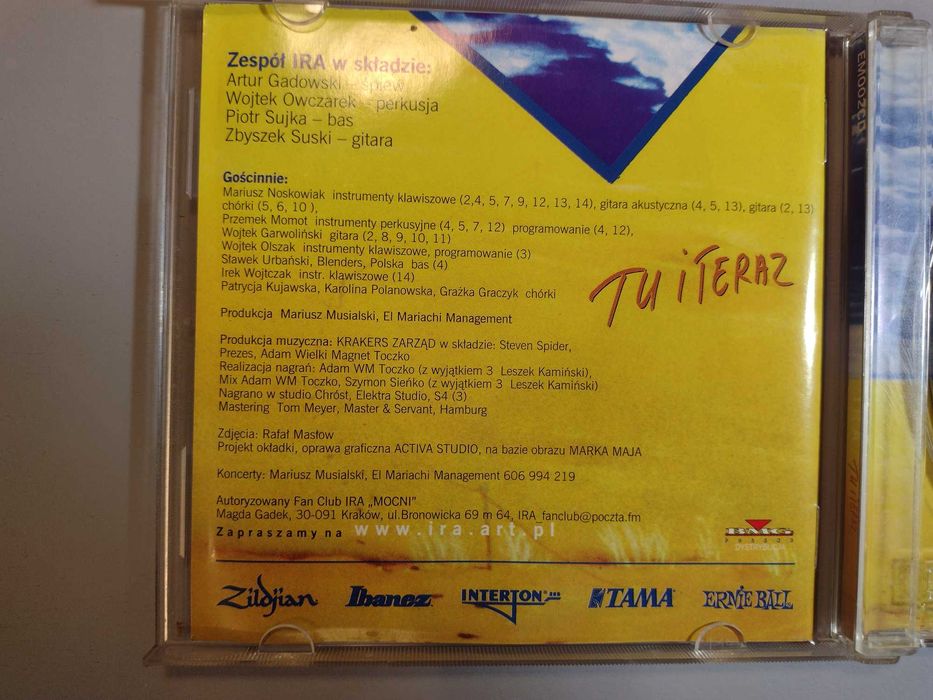 Zespół IRA w składzie:
Artur Gadowski – śpiew
Wojtek Owczarek – perkusja
Piotr Sujka – bas
Zbyszek Suski – gitara
Gościnnie:
Mariusz Noskowiak instrumenty klawiszowe (2,4, 5, 7, 9, 12, 13, 14), gitara akustyczna (4, 5, 13), gitara (2, 13)
chórki (5, 6, 10 ),
Przemek Momot instrumenty perkusyjne (4, 5, 7, 12) programowanie (4, 12),
Wojtek Garwoliński gitara (2, 8, 9, 10, 11)
Wojtek Olszak instrumenty klawiszowe, programowanie (3)
Sławek Urbański, Blenders, Polska bas (4)
Irek Wojtczak instr. klawiszowe (14)
Patrycja Kujawska, Karolina Polanowska, Grażka Graczyk chórki
TU i TERAZ
Produkcja Mariusz Musialski, El Mariachi Management
Produkcja muzyczna: KRAKERS ZARZĄD w składzie: Steven Spider,
Prezes, Adam Wielki Magnet Toczko
Realizacja nagrań: Adam WM Toczko (z wyjątkiem 3 Leszek Kamiński),
Mix Adam WM Toczko, Szymon Sieńko (z wyjątkiem 3 Leszek Kamiński)
Nagrano w studio Chróst, Elektra Studio, S4 (3)
Mastering Tom Meyer, Master & Servant, Hamburg
Zdjęcia: Rafał Masłow
Projekt okładki, oprawa graficzna ACTIVA STUDIO, na bazie obrazu MARKA MAJA
Koncerty: Mariusz Musialski, El Mariachi Management 606 994 219
Autoryzowany Fan Club IRA „MOCNI”
Magda Gadek, 30-091 Kraków, ul.Bronowicka 69 m 64, IRA_fanclub@poczta.fm
Zapraszamy na www.ira.art.pl
BMG
POLAND
DYSTRYBUCJA
Zildjian Ibanez INTERTON TAMA ERNIE BALL
EM002CD